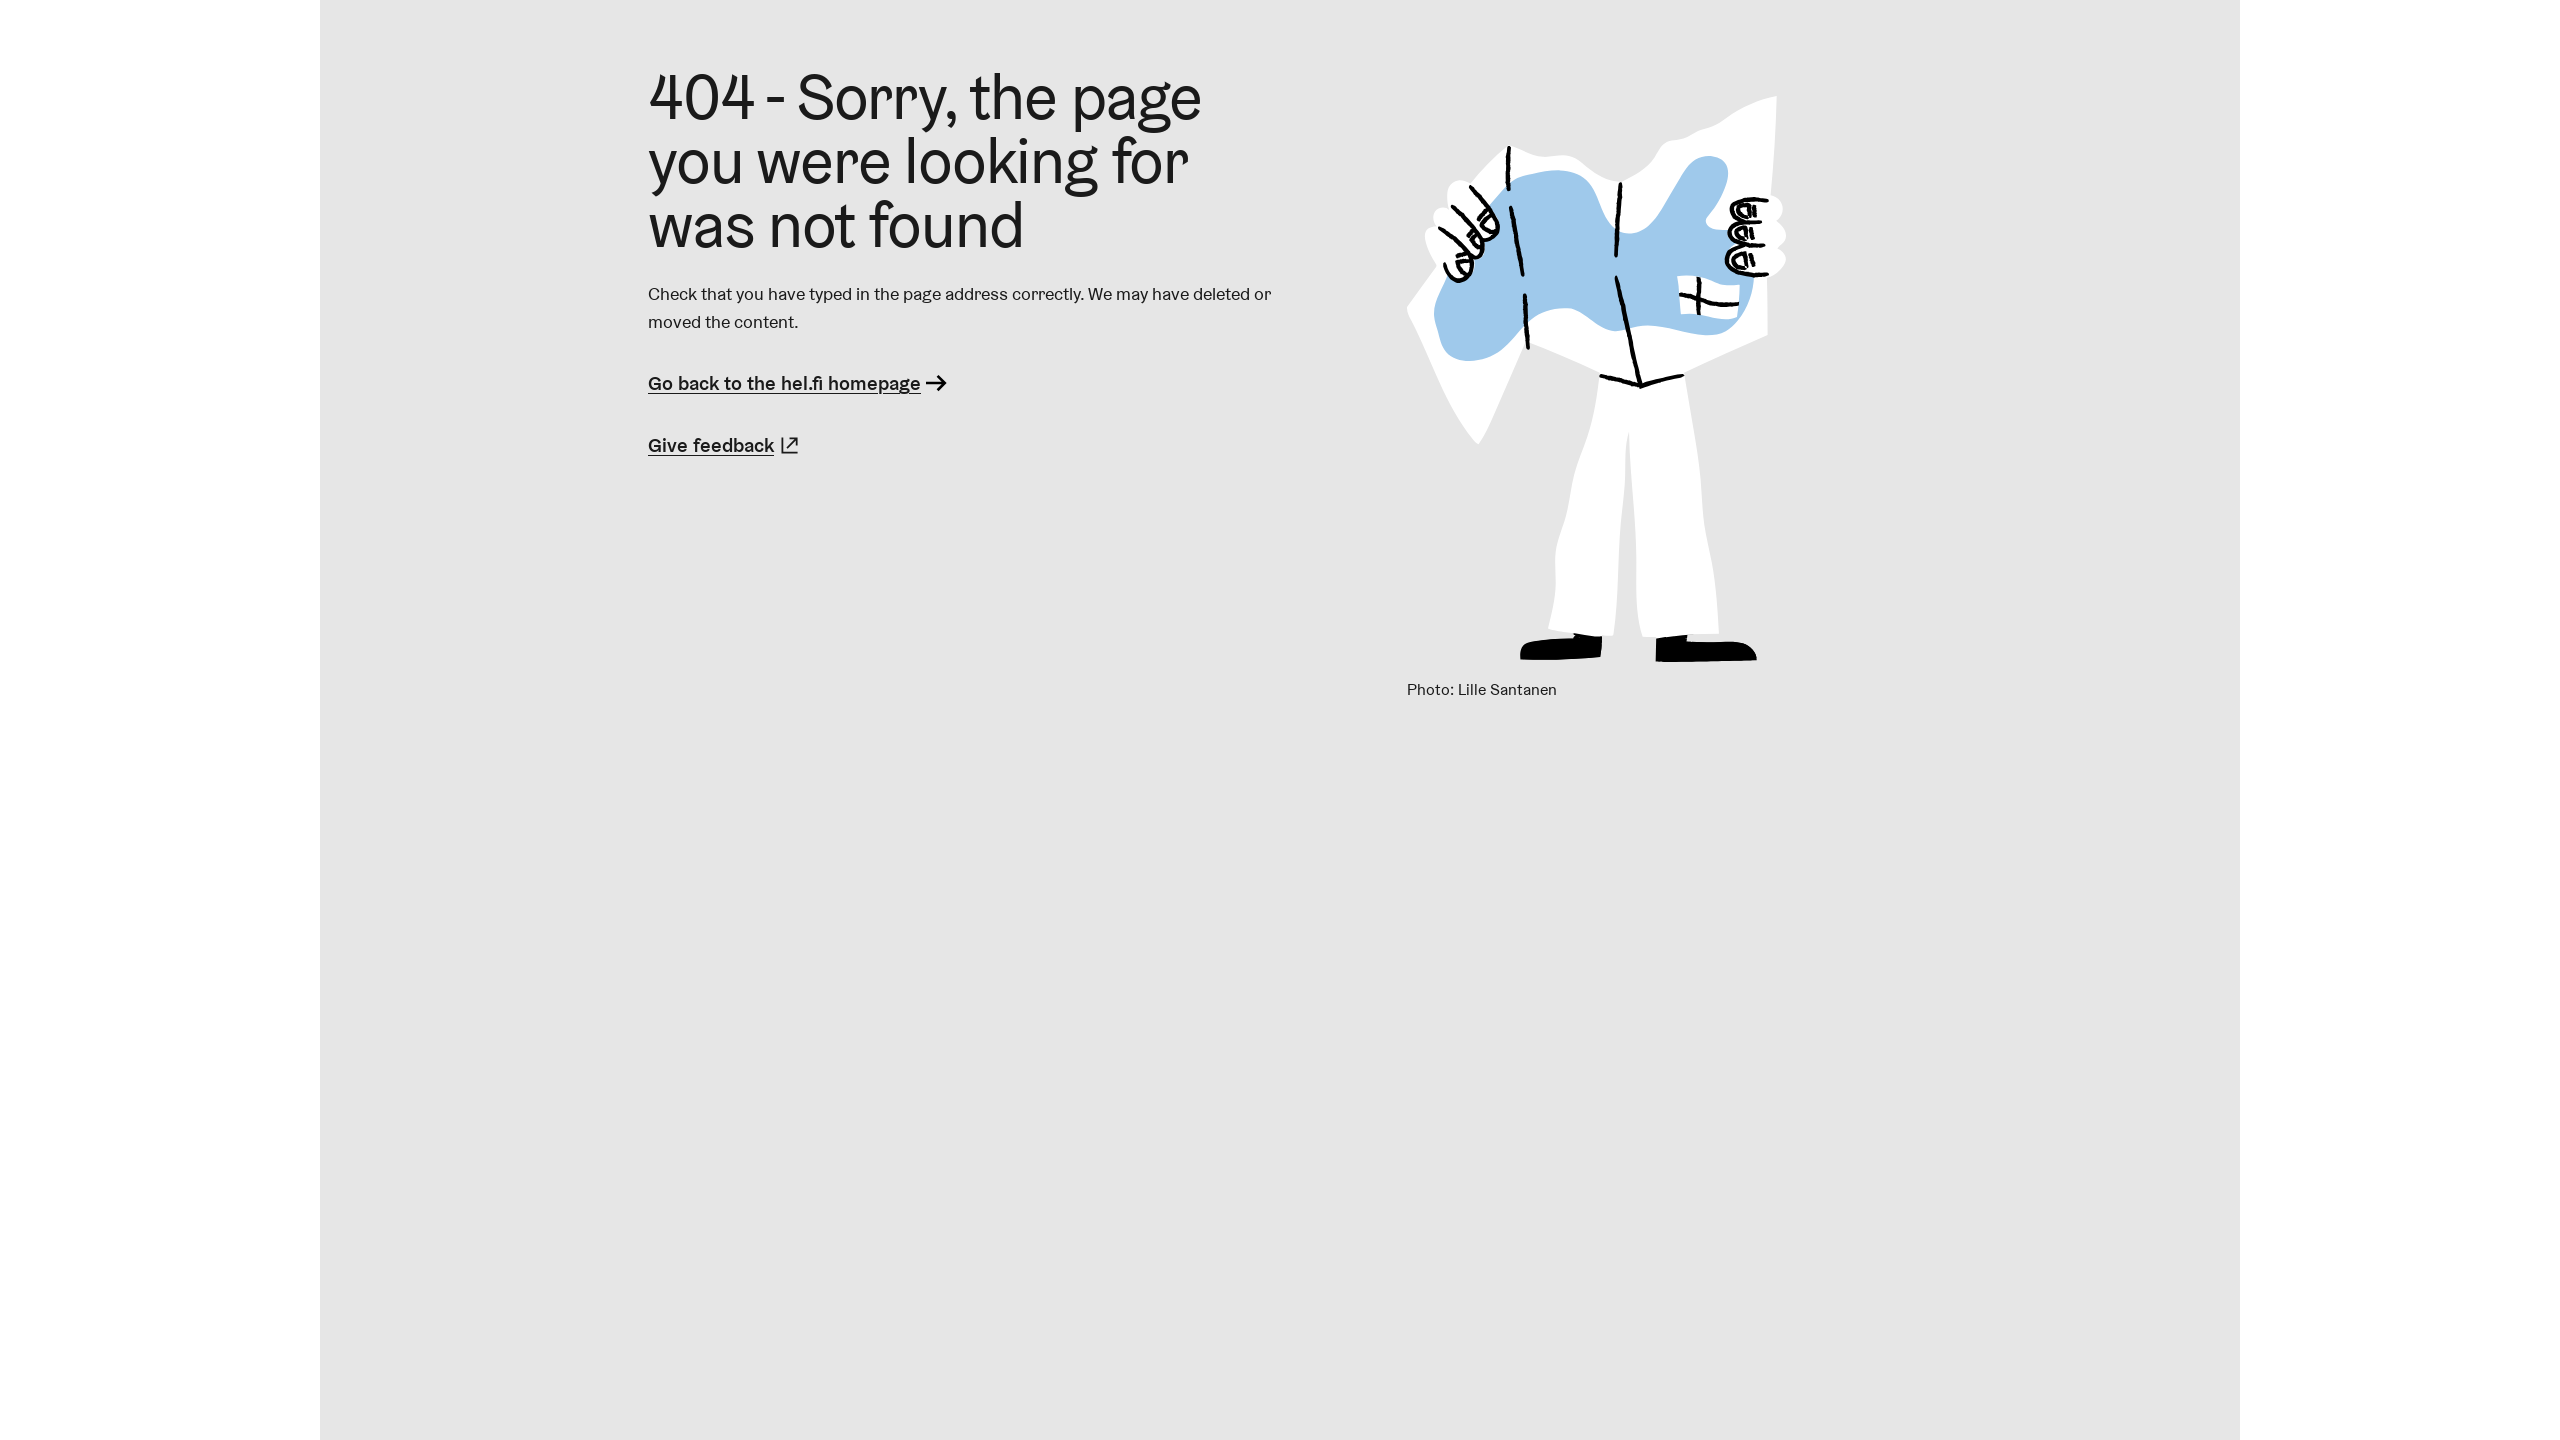 404 - Sorry, the page
you were looking for
was not found
Check that you have typed in the page address correctly. We may have deleted or
moved the content.
Go back to the hel.fi homepage
Give feedback
Photo: Lille Santanen